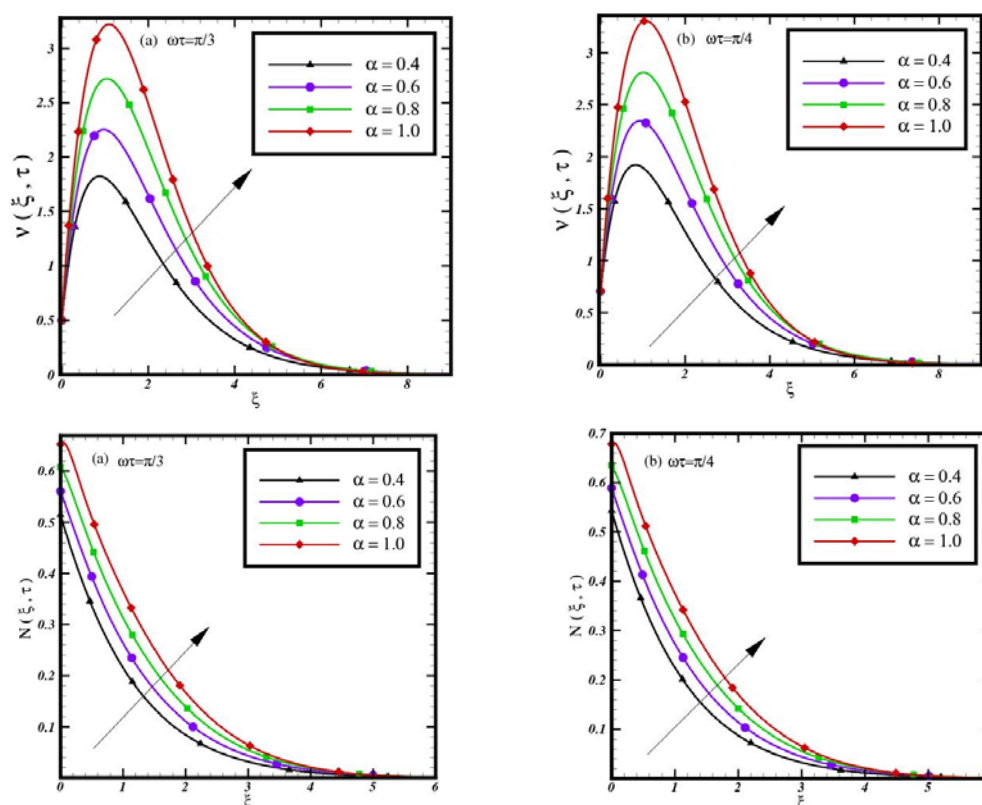 (a) ωτ=π/3
α = 0.4
α = 0.6
α = 0.8
α = 1.0
3
2.5
2
1.5
1
0.5
0 2 4 6 8
ξ
ν ( ξ , τ )
(b) ωτ=π/4
α = 0.4
α = 0.6
α = 0.8
α = 1.0
3
2.5
2
1.5
1
0.5
0 2 4 6 8
ξ
ν ( ξ , τ )
(a) ωτ=π/3
α = 0.4
α = 0.6
α = 0.8
α = 1.0
0.6
0.5
0.4
0.3
0.2
0.1
0 1 2 3 4 5 6
ξ
N ( ξ , τ )
(b) ωτ=π/4
α = 0.4
α = 0.6
α = 0.8
α = 1.0
0.7
0.6
0.5
0.4
0.3
0.2
0.1
0 1 2 3 4 5
ξ
N ( ξ , τ )